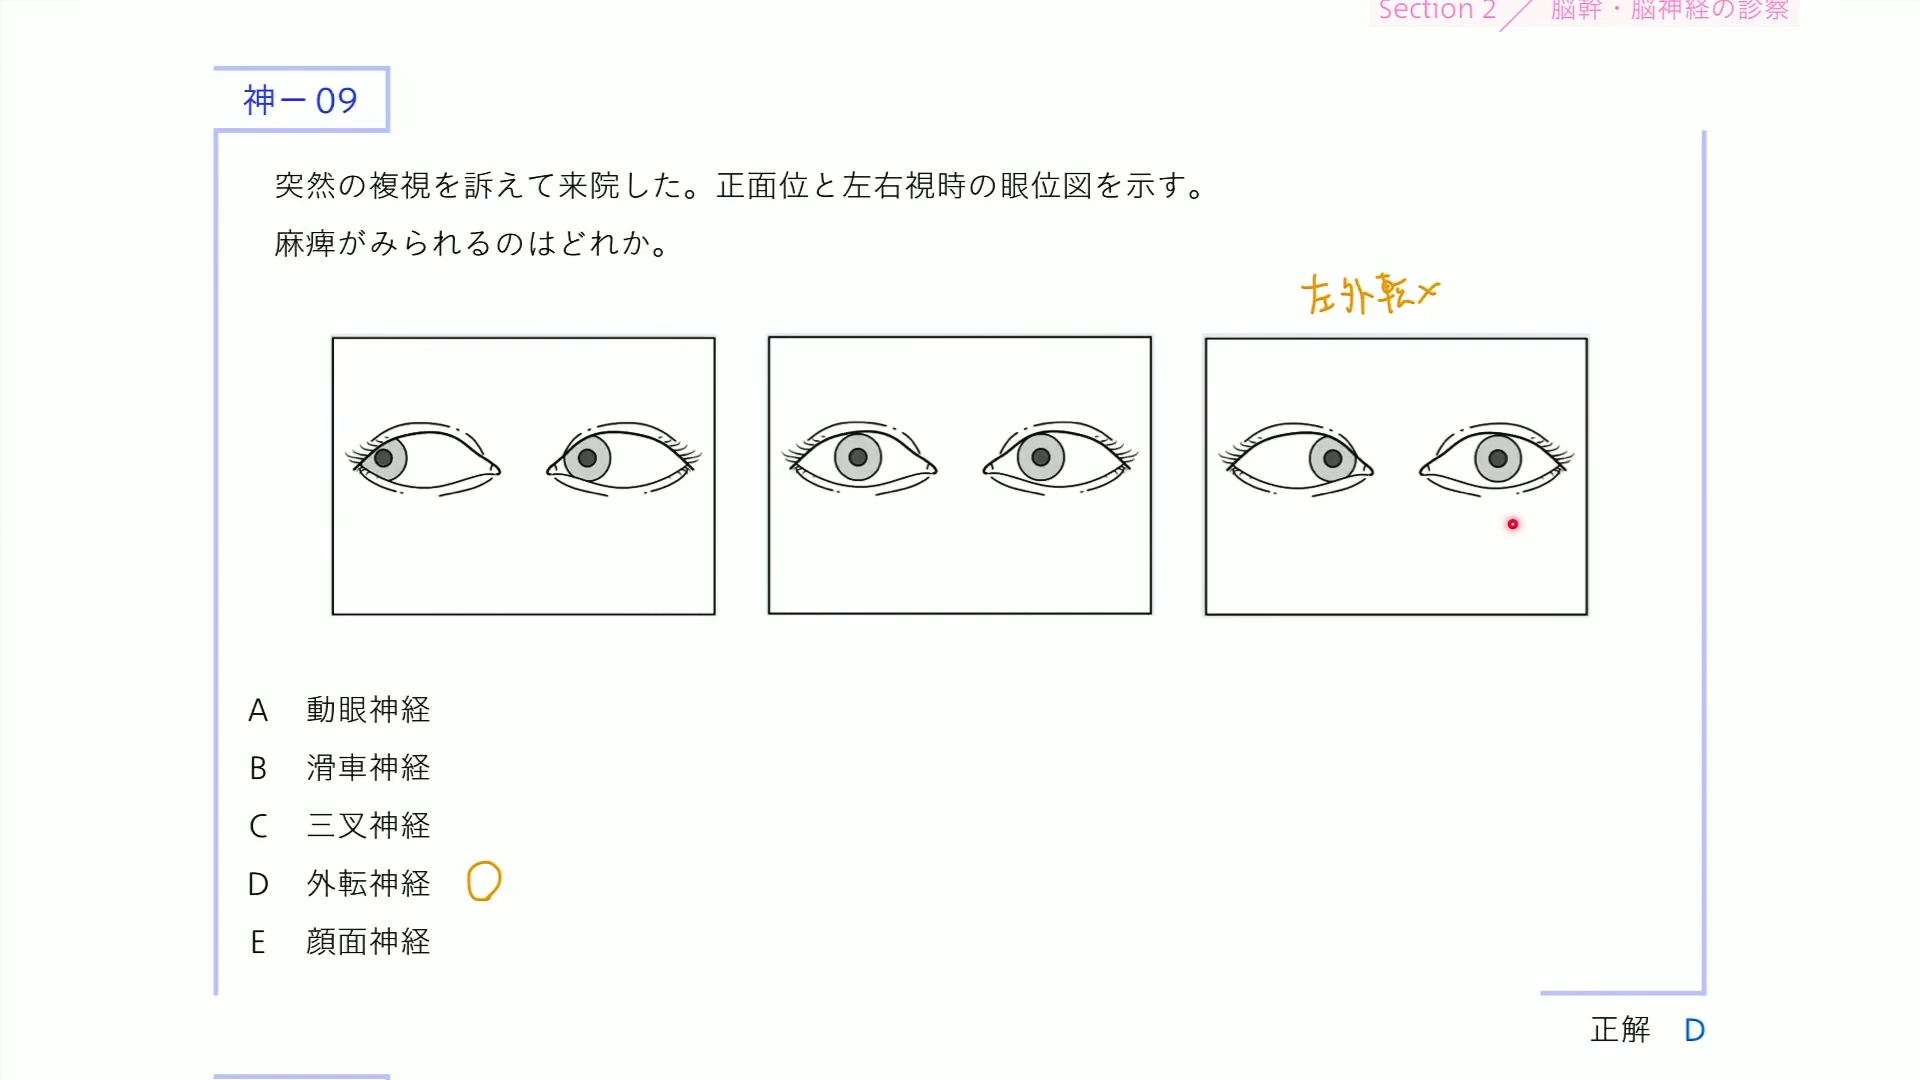 Section 2／ 脳幹・脳神経の診察
神－09
突然の複視を訴えて来院した。正面位と左右視時の眼位図を示す。
麻痺がみられるのはどれか。
左外転×
A 動眼神経
B 滑車神経
C 三叉神経
D 外転神経 ○
E 顔面神経
正解 D